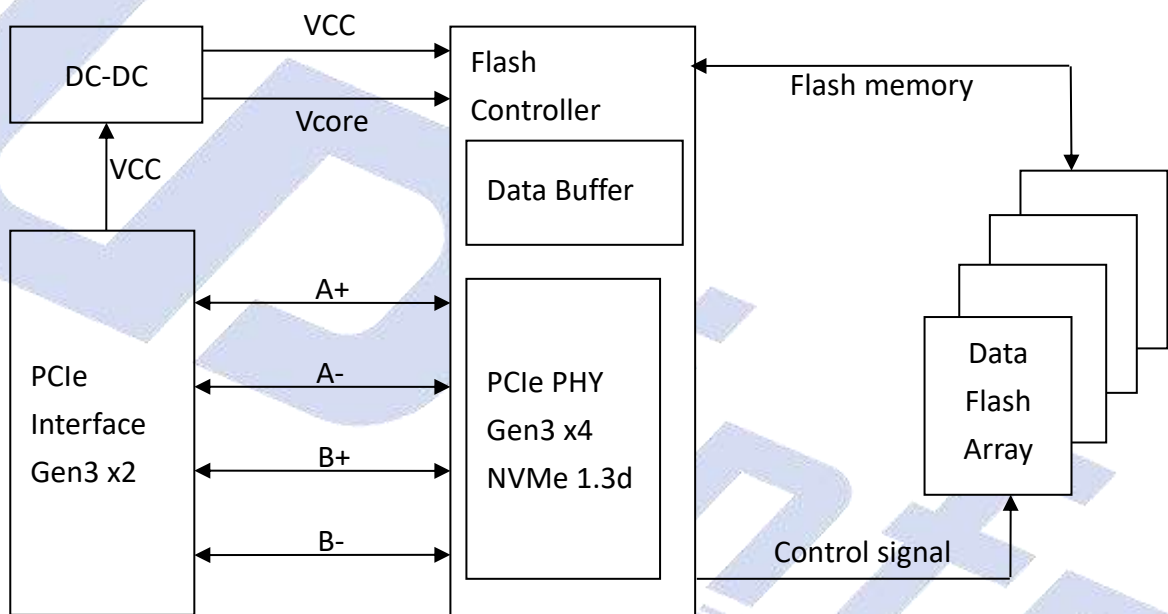 VCC
DC-DC
Vcore
VCC
Flash
Controller
Data Buffer
Flash memory
PCIe
Interface
Gen3 x2
A+
A-
B+
B-
PCIe PHY
Gen3 x4
NVMe 1.3d
Data
Flash
Array
Control signal